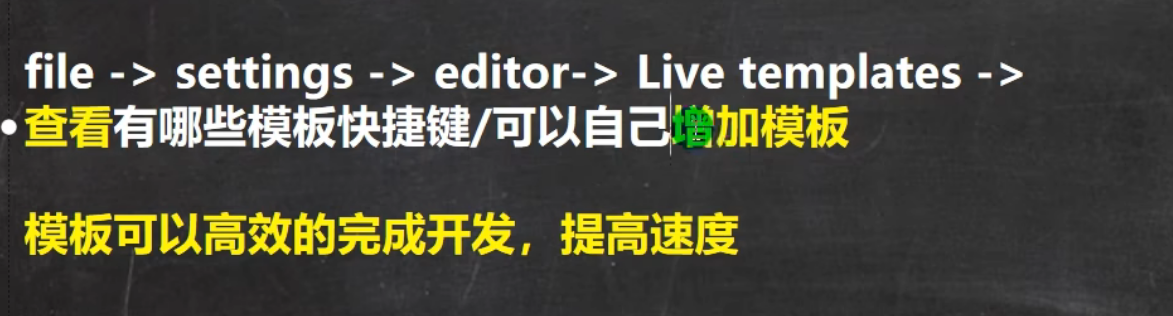 file -> settings -> editor-> Live templates ->
•查看有哪些模板快捷键/可以自己增加模板
模板可以高效的完成开发，提高速度